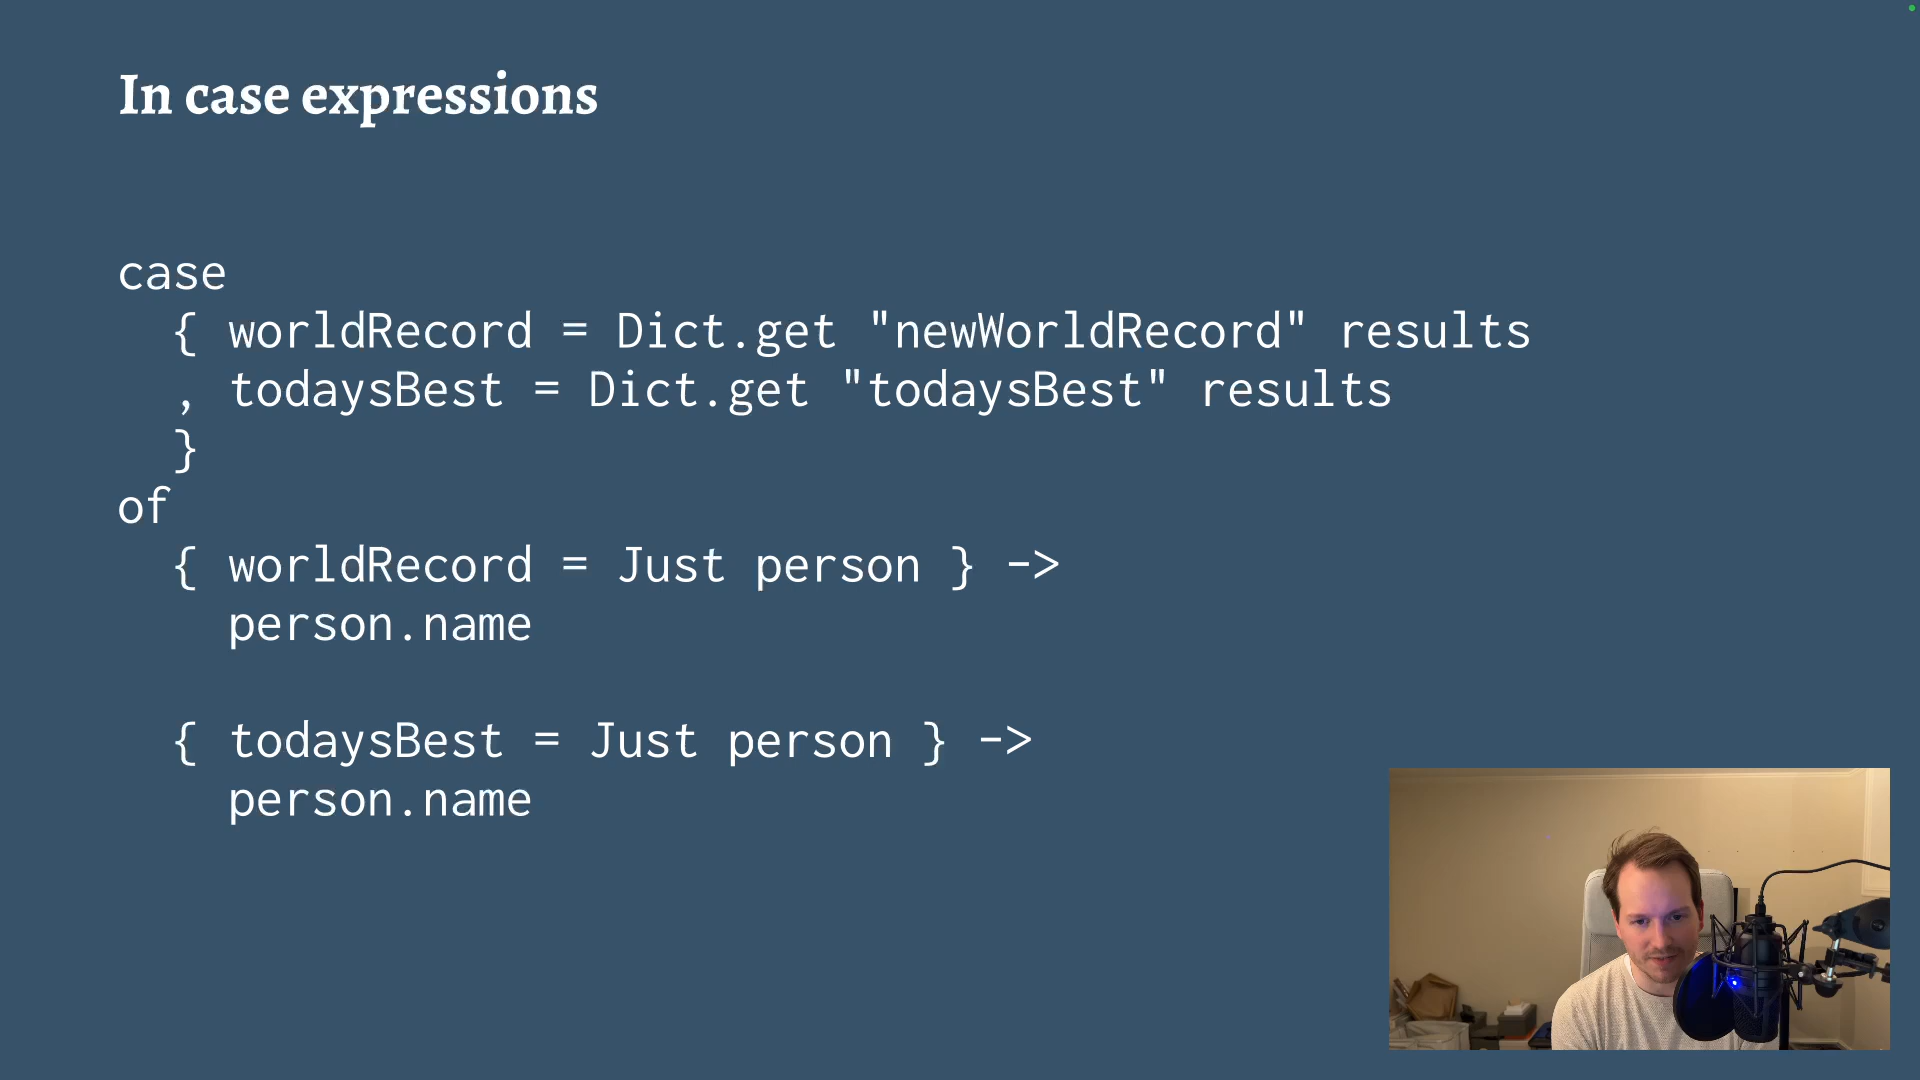 In case expressions
case
{ worldRecord = Dict.get "newWorldRecord" results
, todaysBest = Dict.get "todaysBest" results
}
of
{ worldRecord = Just person } ->
person.name
{ todaysBest = Just person } ->
person.name